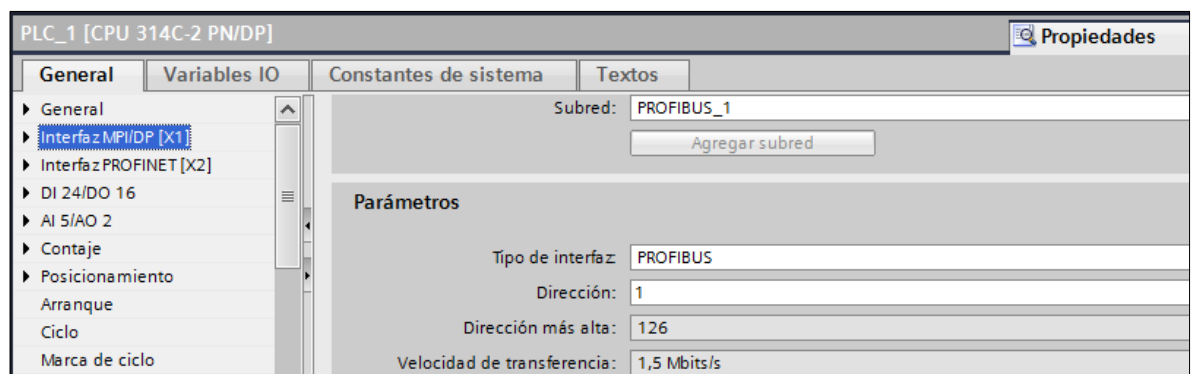 PLC_1 [CPU 314C-2 PN/DP]
Propiedades
General Variables IO Constantes de sistema Textos
General
Interfaz MPI/DP [X1]
Interfaz PROFINET [X2]
DI 24/DO 16
AI 5/AO 2
Contaje
Posicionamiento
Arranque
Ciclo
Marca de ciclo
Subred: PROFIBUS_1
Agregar subred
Parámetros
Tipo de interfaz: PROFIBUS
Dirección: 1
Dirección más alta: 126
Velocidad de transferencia: 1,5 Mbits/s